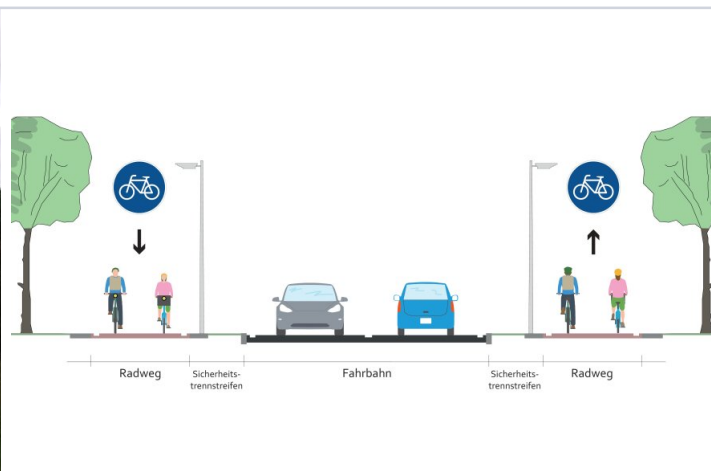 Radweg
Sicherheits-
trennstreifen
Fahrbahn
Sicherheits-
trennstreifen
Radweg